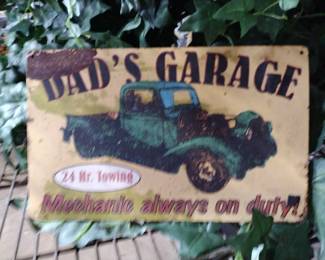 DAD'S GARAGE
24 Hr. Towing
Mechanic always on duty!